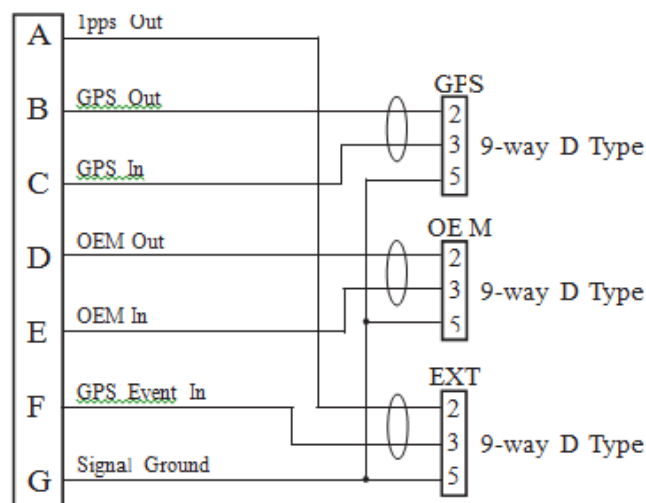 A 1pps Out
B GPS Out
C GPS In
D OEM Out
E OEM In
F GPS Event In
G Signal Ground
GPS
2
3 9-way D Type
5
OEM
2
3 9-way D Type
5
EXT
2
3 9-way D Type
5